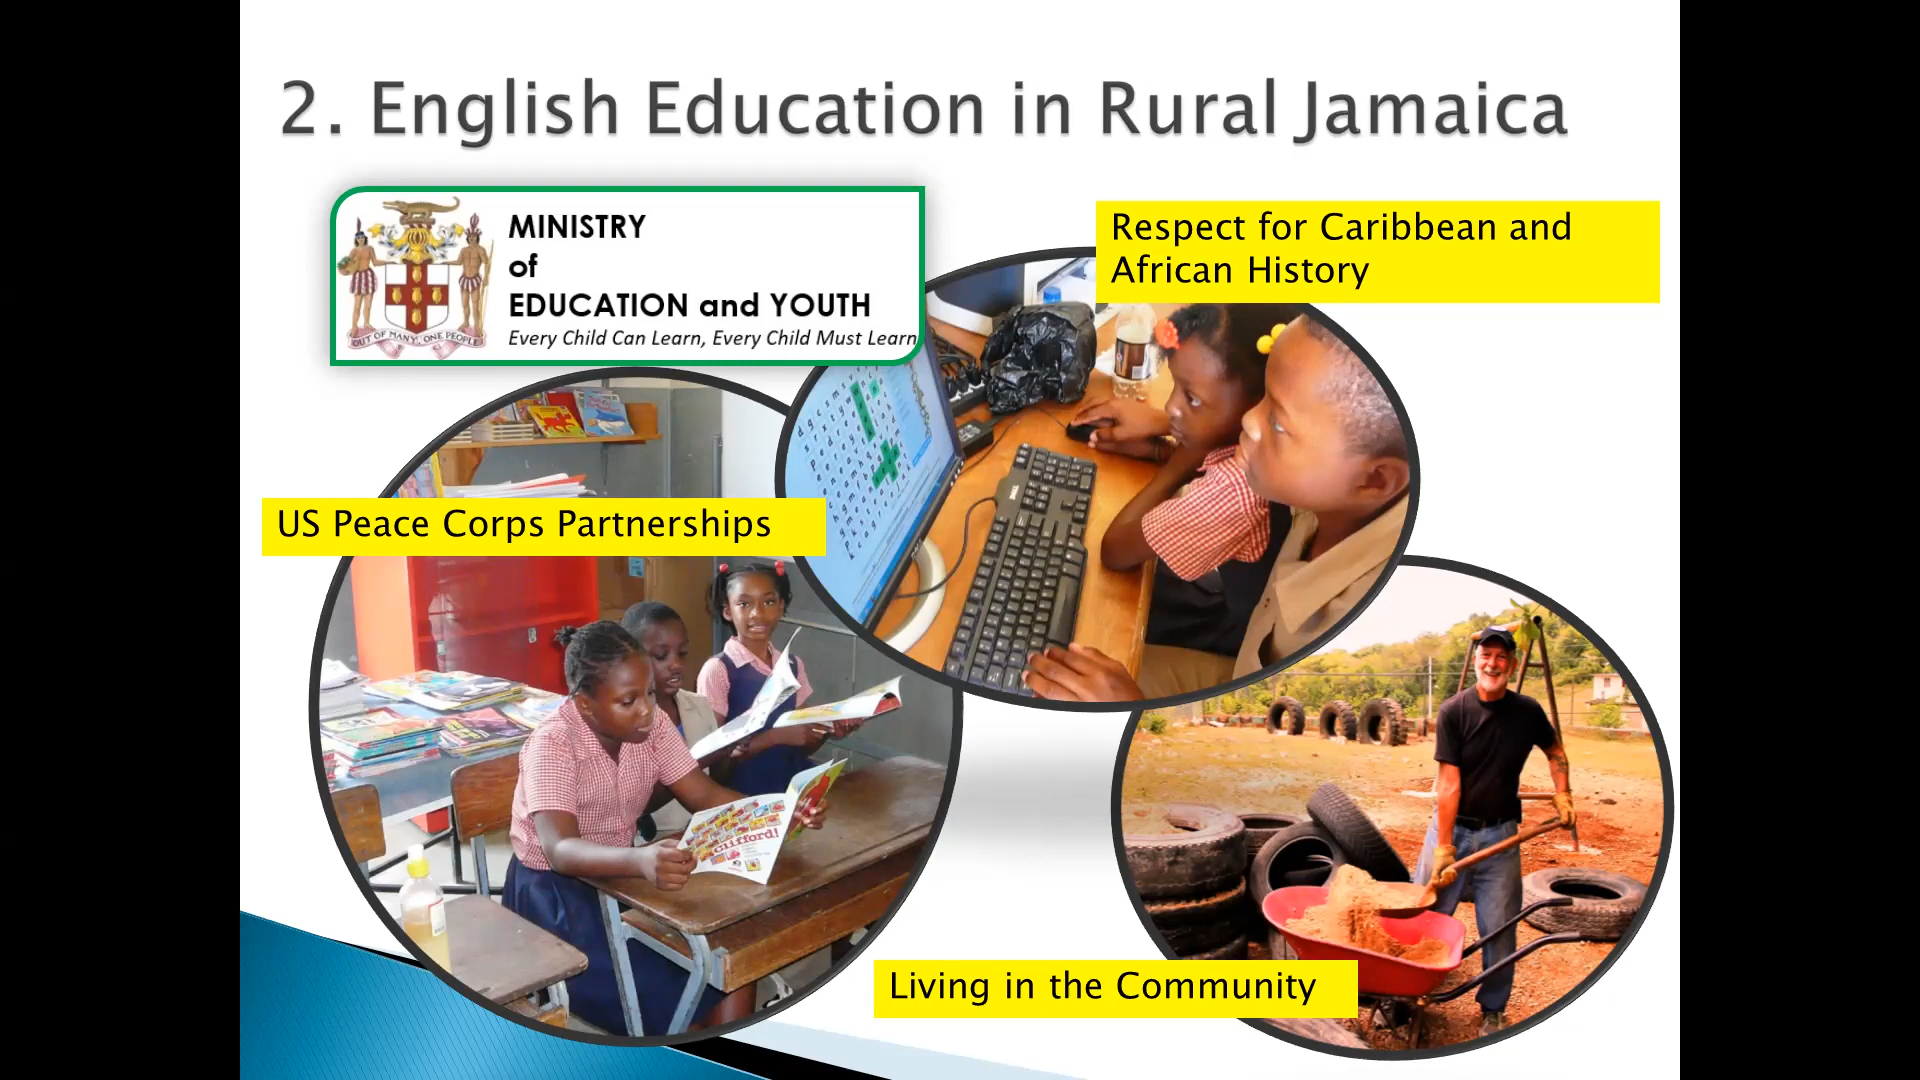 2. English Education in Rural Jamaica
MINISTRY
of
EDUCATION and YOUTH
Every Child Can Learn, Every Child Must Learn
OUT OF MANY, ONE PEOPLE
Respect for Caribbean and
African History
US Peace Corps Partnerships
DELL
Clifford!
Living in the Community